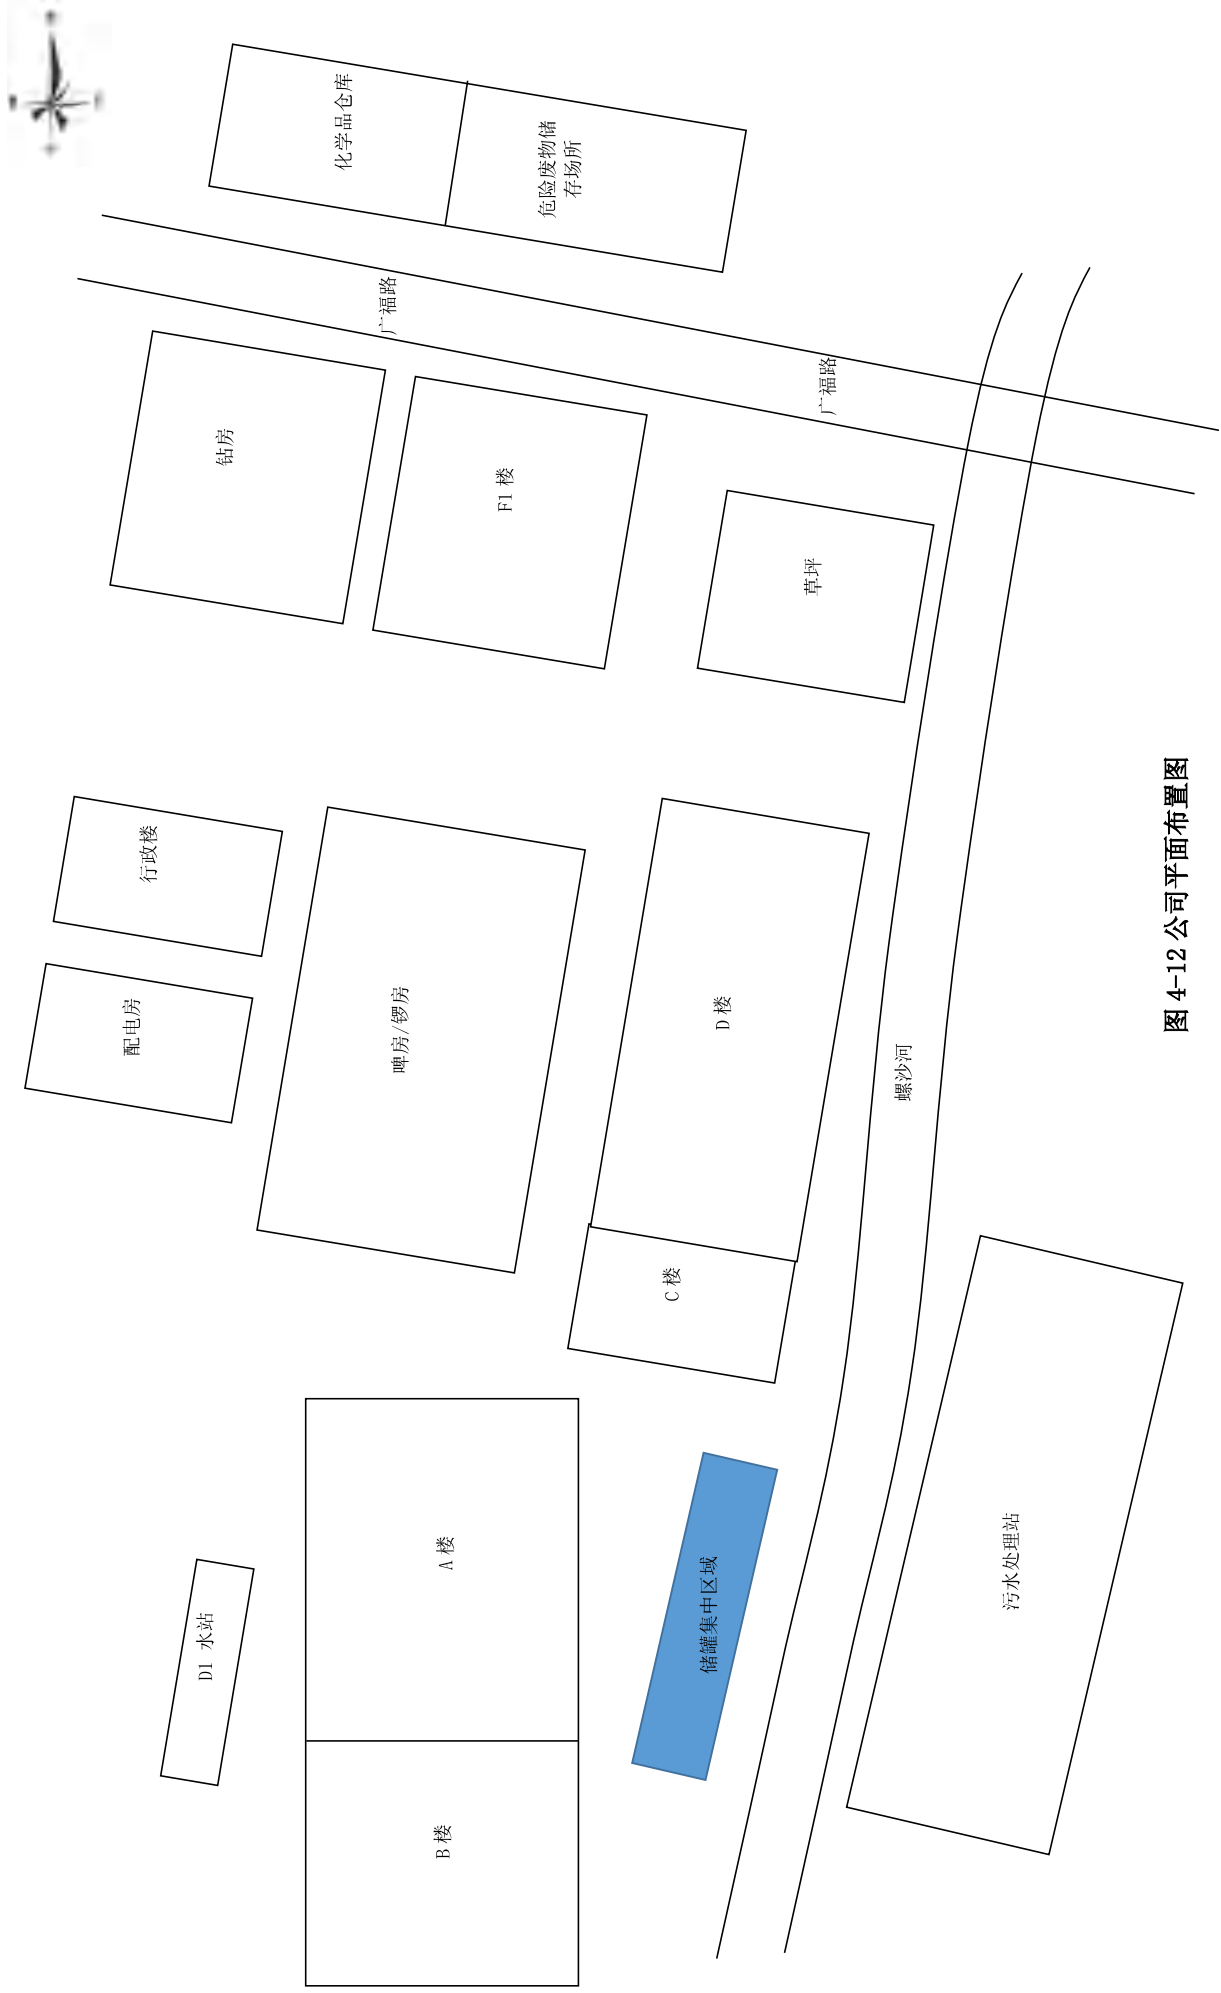 化学品仓库
危险废物储
存场所
广福路
广福路
钻房
F1 楼
草坪
行政楼
配电房
啤房/锣房
D 楼
C 楼
螺沙河
A 楼
B 楼
D1 水站
储罐集中区域
污水处理站
图 4-12 公司平面布置图